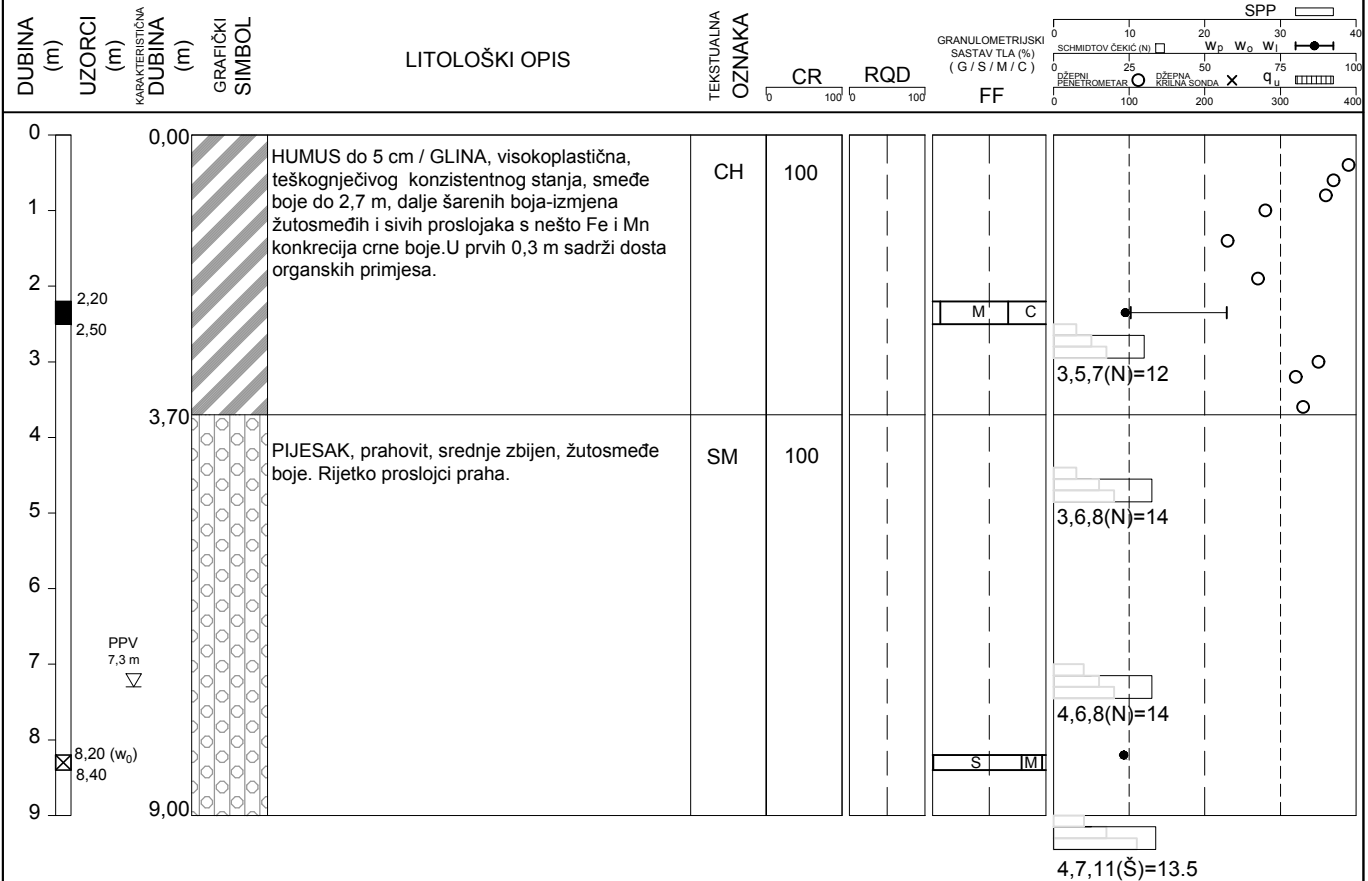 DUBINA
(m)
UZORCI
(m)
KARAKTERISTIČNA
DUBINA
(m)
GRAFIČKI
SIMBOL
LITOLOŠKI OPIS
TEKSTUALNA
OZNAKA
CR
0 100
RQD
0 100
GRANULOMETRIJSKI
SASTAV TLA (%)
( G / S / M / C )
FF
SPP
0 10 20 30 40
SCHMIDTOV ČEKIĆ (N) Wp Wo Wl
0 25 50 75 100
DŽEPNI PENETROMETAR DŽEPNA KRILNA SONDA qu
0 100 200 300 400
0
0,00
HUMUS do 5 cm / GLINA, visokoplastična,
teškognječivog konzistentnog stanja, smeđe
boje do 2,7 m, dalje šarenih boja-izmjena
žutosmeđih i sivih proslojaka s nešto Fe i Mn
konkrecija crne boje.U prvih 0,3 m sadrži dosta
organskih primjesa.
CH
100
1
2
2,20
2,50
M C
3
3,5,7(N)=12
3,70
4
PIJESAK, prahovit, srednje zbijen, žutosmeđe
boje. Rijetko proslojci praha.
SM
100
5
3,6,8(N)=14
6
PPV
7,3 m
7
4,6,8(N)=14
8
8,20 (w0)
8,40
S M
9
9,00
4,7,11(Š)=13.5